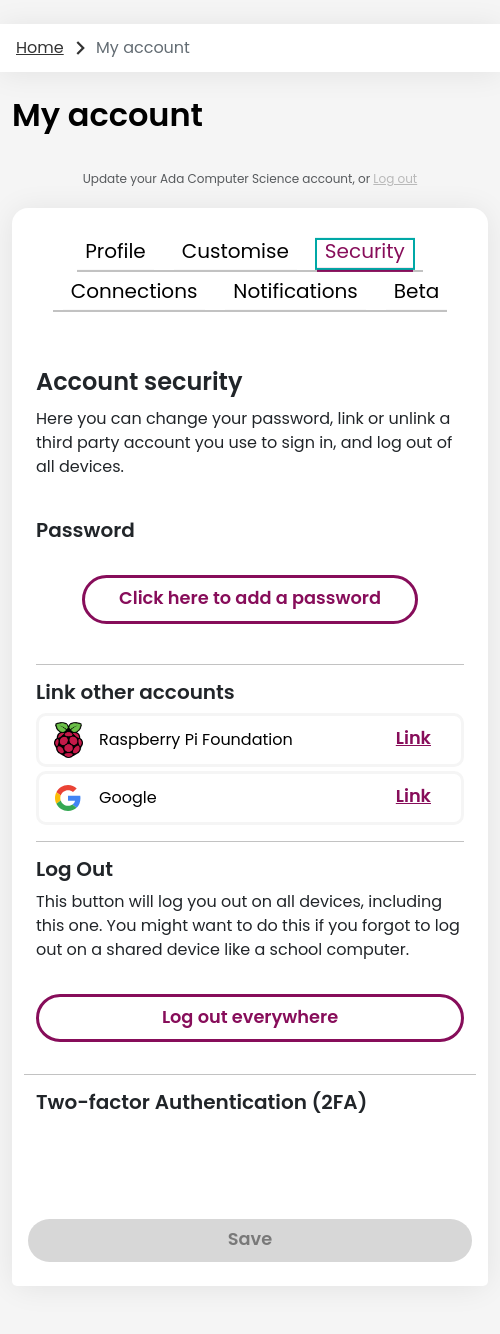 Home My account
My account
Update your Ada Computer Science account, or Log out
Profile Customise Security
Connections Notifications Beta
Account security
Here you can change your password, link or unlink a
third party account you use to sign in, and log out of
all devices.
Password
Click here to add a password
Link other accounts
Raspberry Pi Foundation Link
Google Link
Log Out
This button will log you out on all devices, including
this one. You might want to do this if you forgot to log
out on a shared device like a school computer.
Log out everywhere
Two-factor Authentication (2FA)
Save